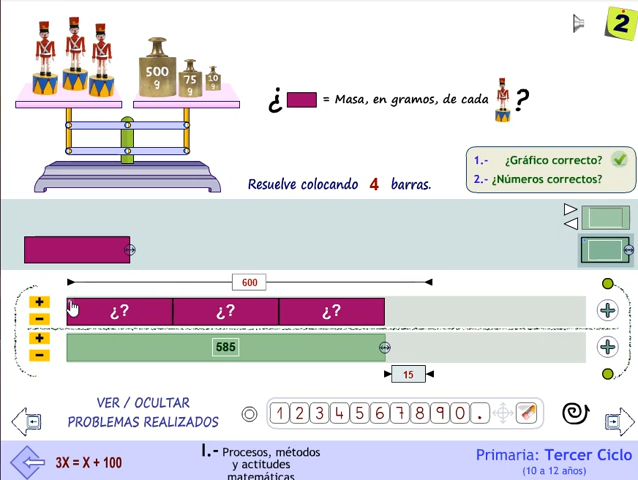 2
500
g
75
g
10
g
¿ = Masa, en gramos, de cada ?
1.- ¿Gráfico correcto?
2.- ¿Números correctos?
Resuelve colocando 4 barras.
600
+
-
¿? ¿? ¿?
+
-
585
15
VER / OCULTAR
PROBLEMAS REALIZADOS
1 2 3 4 5 6 7 8 9 0 .
3X = X + 100
I.- Procesos, métodos
y actitudes
matemáticas
Primaria: Tercer Ciclo
(10 a 12 años)